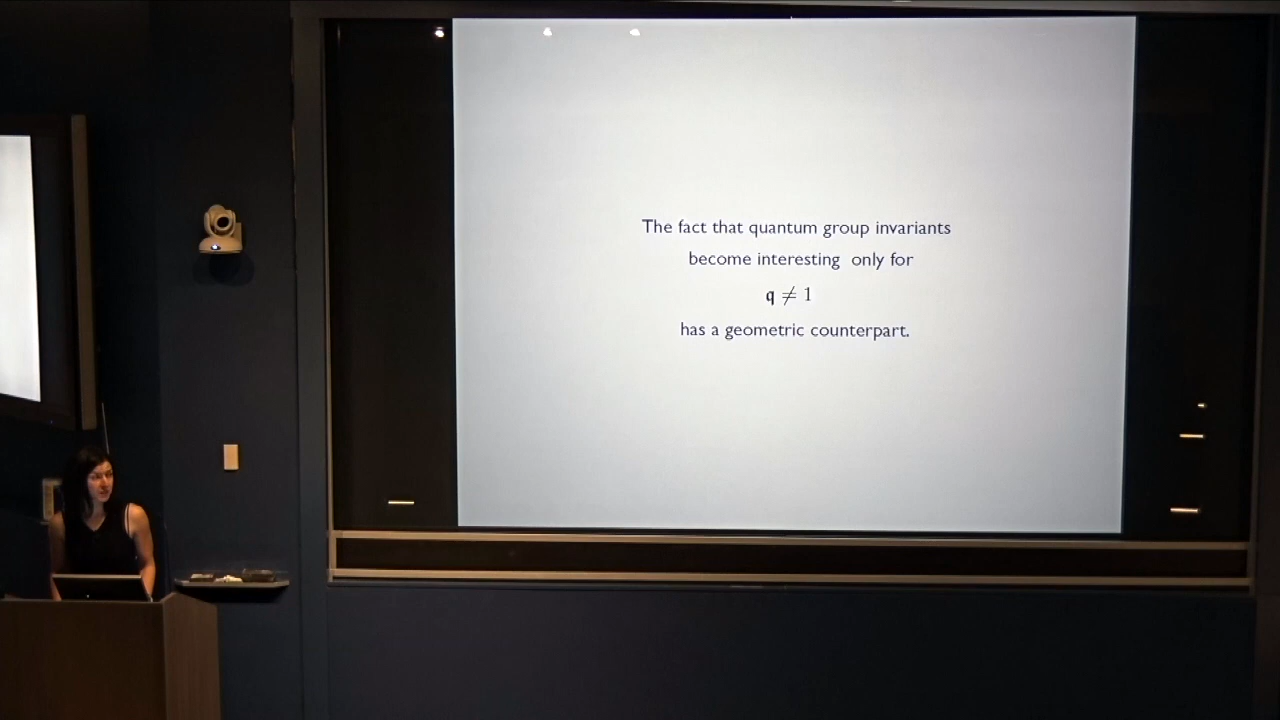 The fact that quantum group invariants
become interesting only for
𝔮 ≠ 1
has a geometric counterpart.